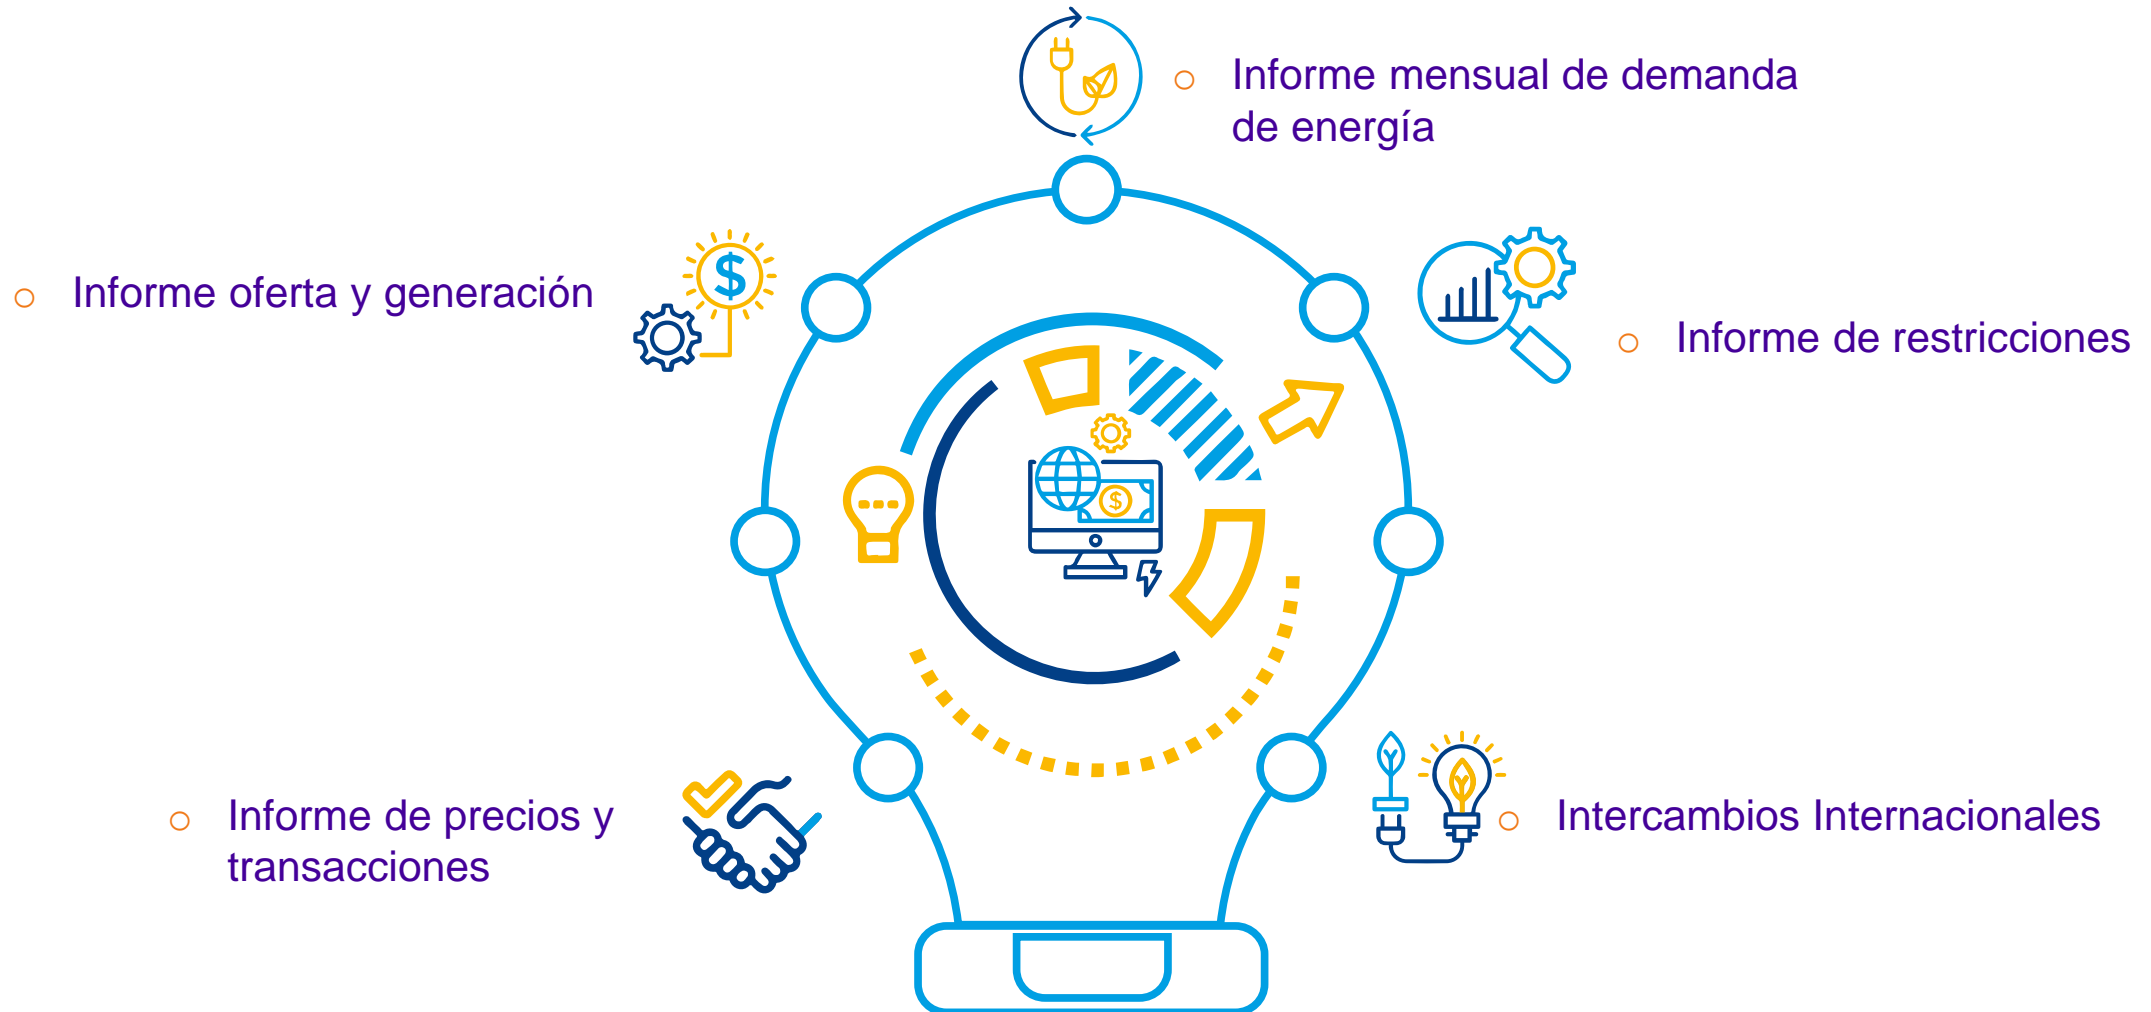 Informe mensual de demanda
de energía
Informe oferta y generación
Informe de restricciones
Informe de precios y
transacciones
Intercambios Internacionales